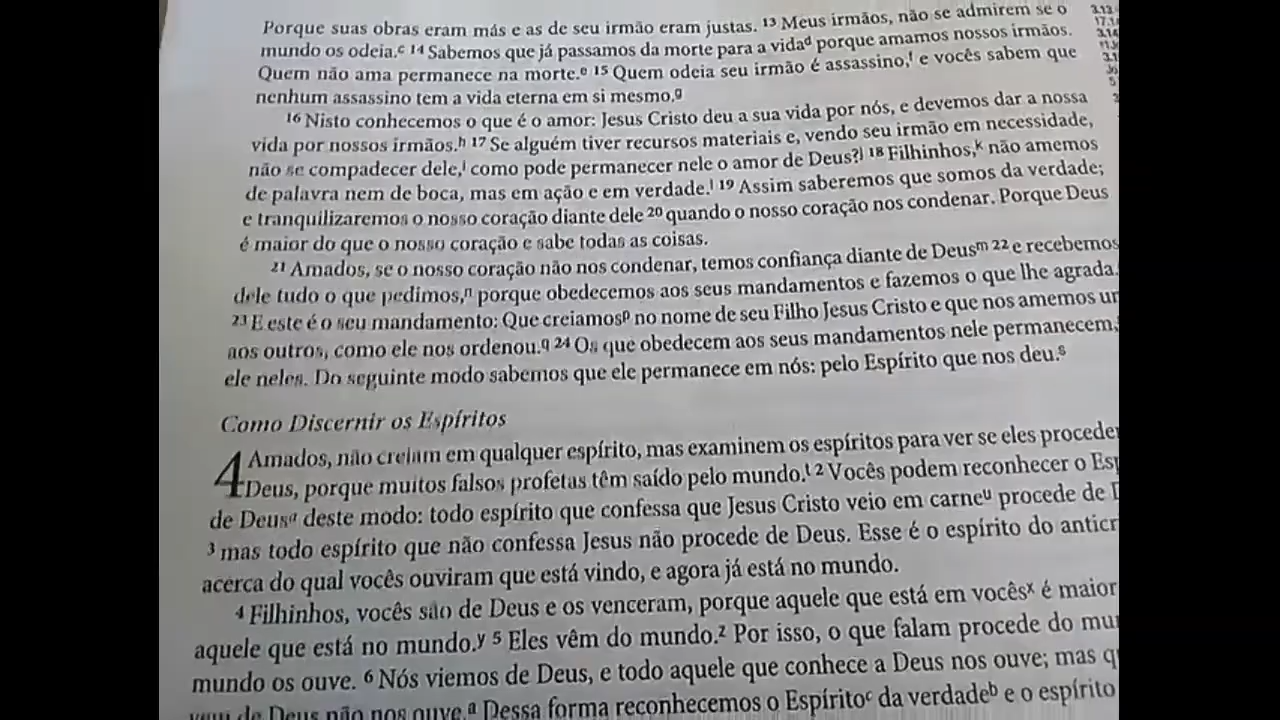 Porque suas obras eram más e as de seu irmão eram justas. 13 Meus irmãos, não se admirem se o
mundo os odeia.c 14 Sabemos que já passamos da morte para a vidad porque amamos nossos irmãos.
Quem não ama permanece na morte.e 15 Quem odeia seu irmão é assassino,f e vocês sabem que
nenhum assassino tem a vida eterna em si mesmo.g
16 Nisto conhecemos o que é o amor: Jesus Cristo deu a sua vida por nós, e devemos dar a nossa
vida por nossos irmãos.h 17 Se alguém tiver recursos materiais e, vendo seu irmão em necessidade,
não se compadecer dele,i como pode permanecer nele o amor de Deus?j 18 Filhinhos,k não amemos
de palavra nem de boca, mas em ação e em verdade.l 19 Assim saberemos que somos da verdade;
e tranquilizaremos o nosso coração diante dele 20 quando o nosso coração nos condenar. Porque Deus
é maior do que o nosso coração e sabe todas as coisas.
21 Amados, se o nosso coração não nos condenar, temos confiança diante de Deusm 22 e recebemos
dele tudo o que pedimos,n porque obedecemos aos seus mandamentos e fazemos o que lhe agrada.
23 E este é o seu mandamento: Que creiamosp no nome de seu Filho Jesus Cristo e que nos amemos un
aos outros, como ele nos ordenou.q 24 Os que obedecem aos seus mandamentos nele permanecem,
ele neles. Do seguinte modo sabemos que ele permanece em nós: pelo Espírito que nos deu.s
Como Discernir os Espíritos
4 Amados, não creiam em qualquer espírito, mas examinem os espíritos para ver se eles procede
Deus, porque muitos falsos profetas têm saído pelo mundo.t 2 Vocês podem reconhecer o Esp
de Deusa deste modo: todo espírito que confessa que Jesus Cristo veio em carneu procede de D
3 mas todo espírito que não confessa Jesus não procede de Deus. Esse é o espírito do anticr
acerca do qual vocês ouviram que está vindo, e agora já está no mundo.
4 Filhinhos, vocês são de Deus e os venceram, porque aquele que está em vocêsx é maior
aquele que está no mundo.y 5 Eles vêm do mundo.z Por isso, o que falam procede do mu
mundo os ouve. 6 Nós viemos de Deus, e todo aquele que conhece a Deus nos ouve; mas q
vem de Deus não nos ouve.a Dessa forma reconhecemos o Espíritoc da verdadeb e o espírito